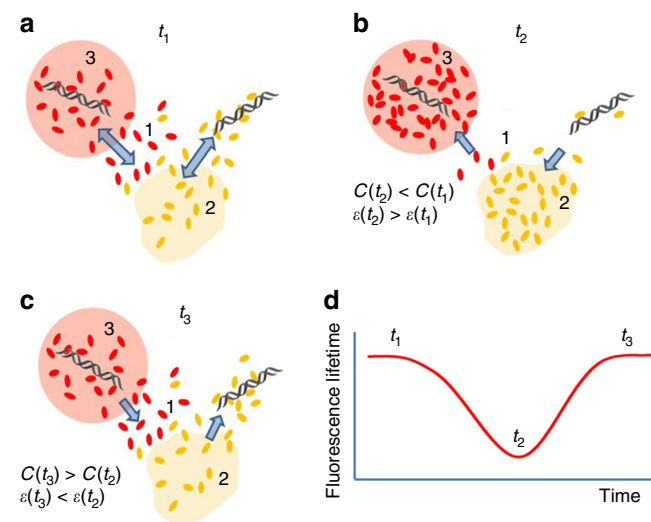 a
t1
3
1
2
b
t2
3
1
C(t2) < C(t1)
ε(t2) > ε(t1)
2
c
t3
3
1
C(t3) > C(t2)
ε(t3) < ε(t2)
2
d
Fluorescence lifetime
t1
t3
t2
Time